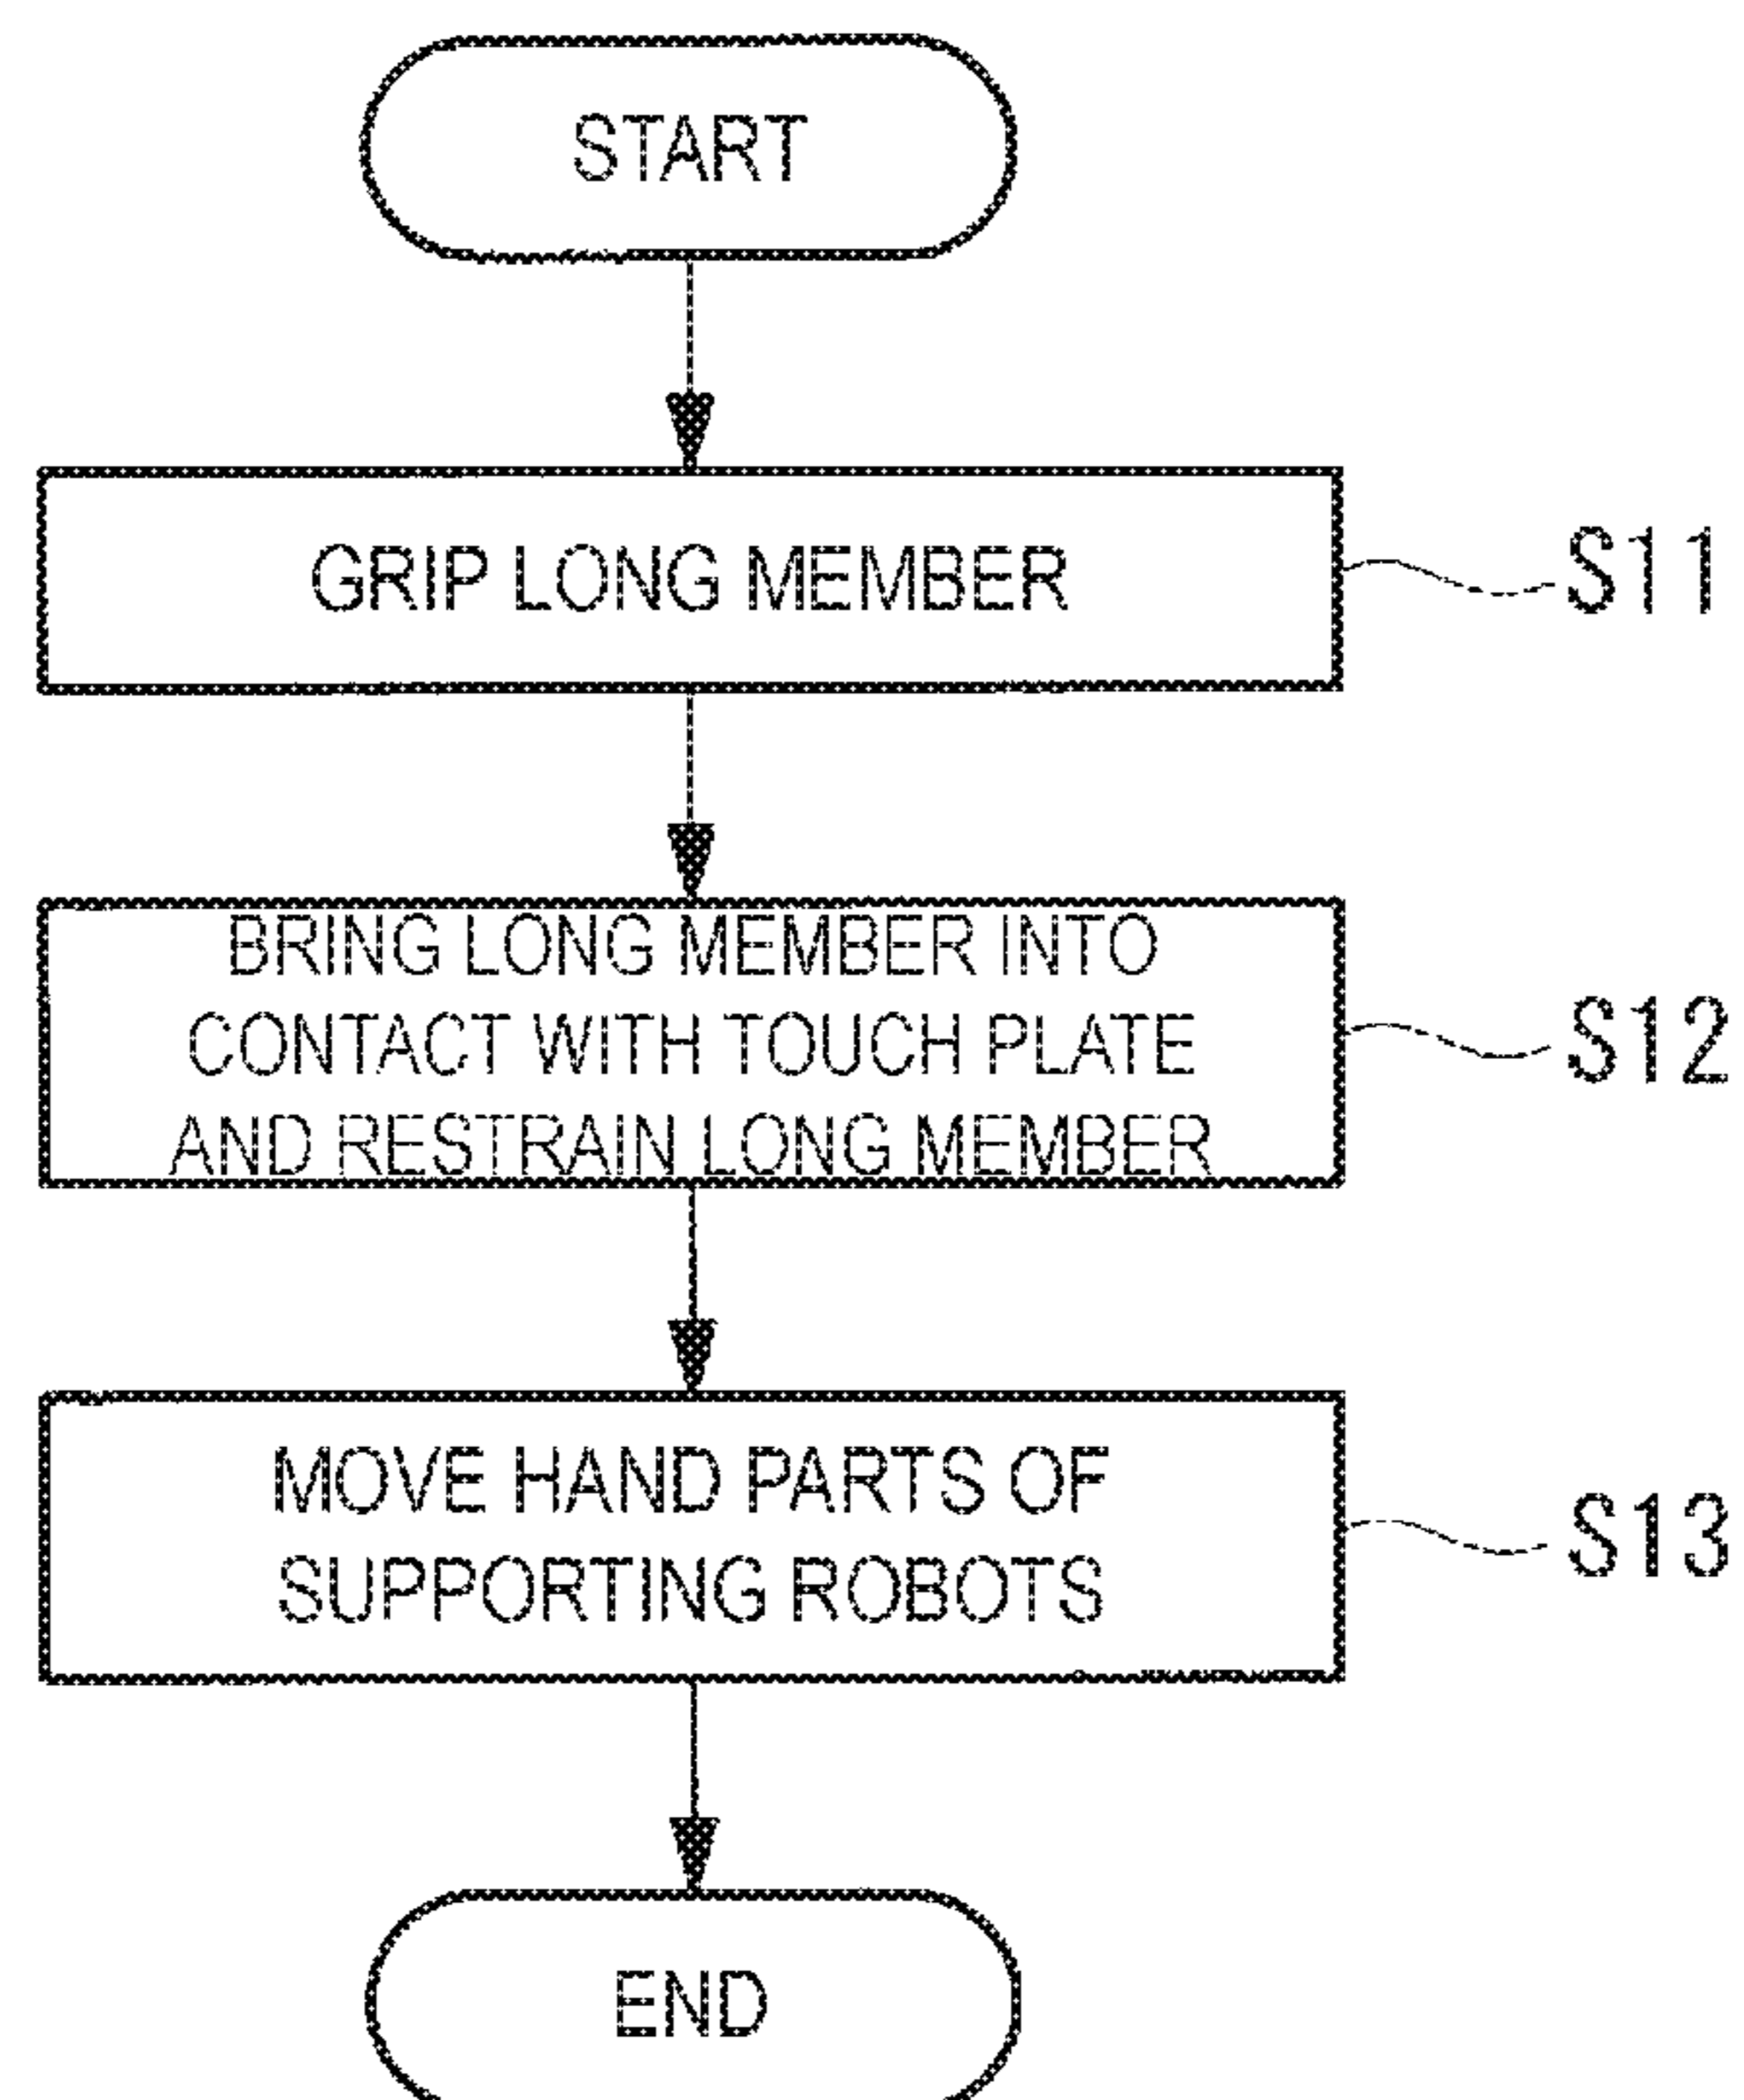 START
GRIP LONG MEMBER
S11
BRING LONG MEMBER INTO
CONTACT WITH TOUCH PLATE
AND RESTRAIN LONG MEMBER
S12
MOVE HAND PARTS OF
SUPPORTING ROBOTS
S13
END